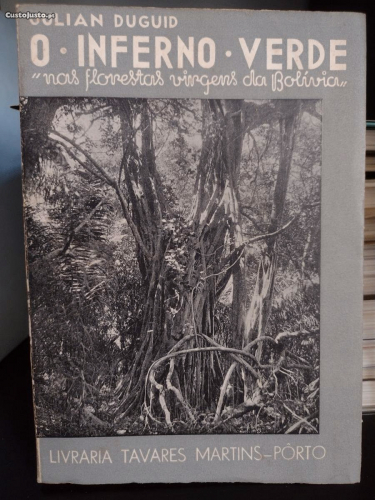 CustoJusto.pt
JULIAN DUGUID
O · INFERNO · VERDE
"nas florestas virgens da Bolívia"
LIVRARIA TAVARES MARTINS–PÔRTO